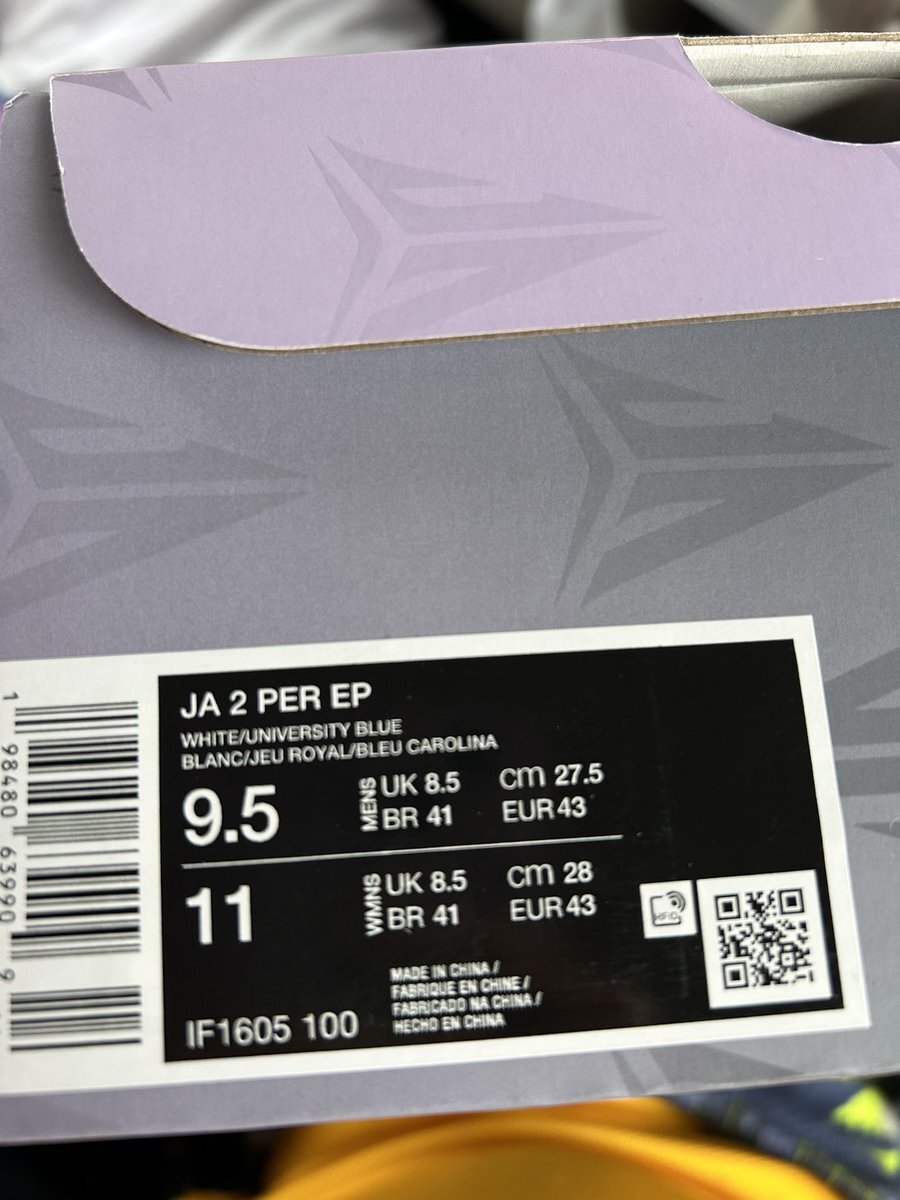 JA 2 PER EP
WHITE/UNIVERSITY BLUE
BLANC/JEU ROYAL/BLEU CAROLINA
9.5
MENS
UK 8.5
cm 27.5
BR 41
EUR 43
11
WMNS
UK 8.5
cm 28
BR 41
EUR 43
MADE IN CHINA /
FABRIQUE EN CHINE /
FABRICADO NA CHINA /
HECHO EN CHINA
IF1605 100
RFID
1 98480 63990 9